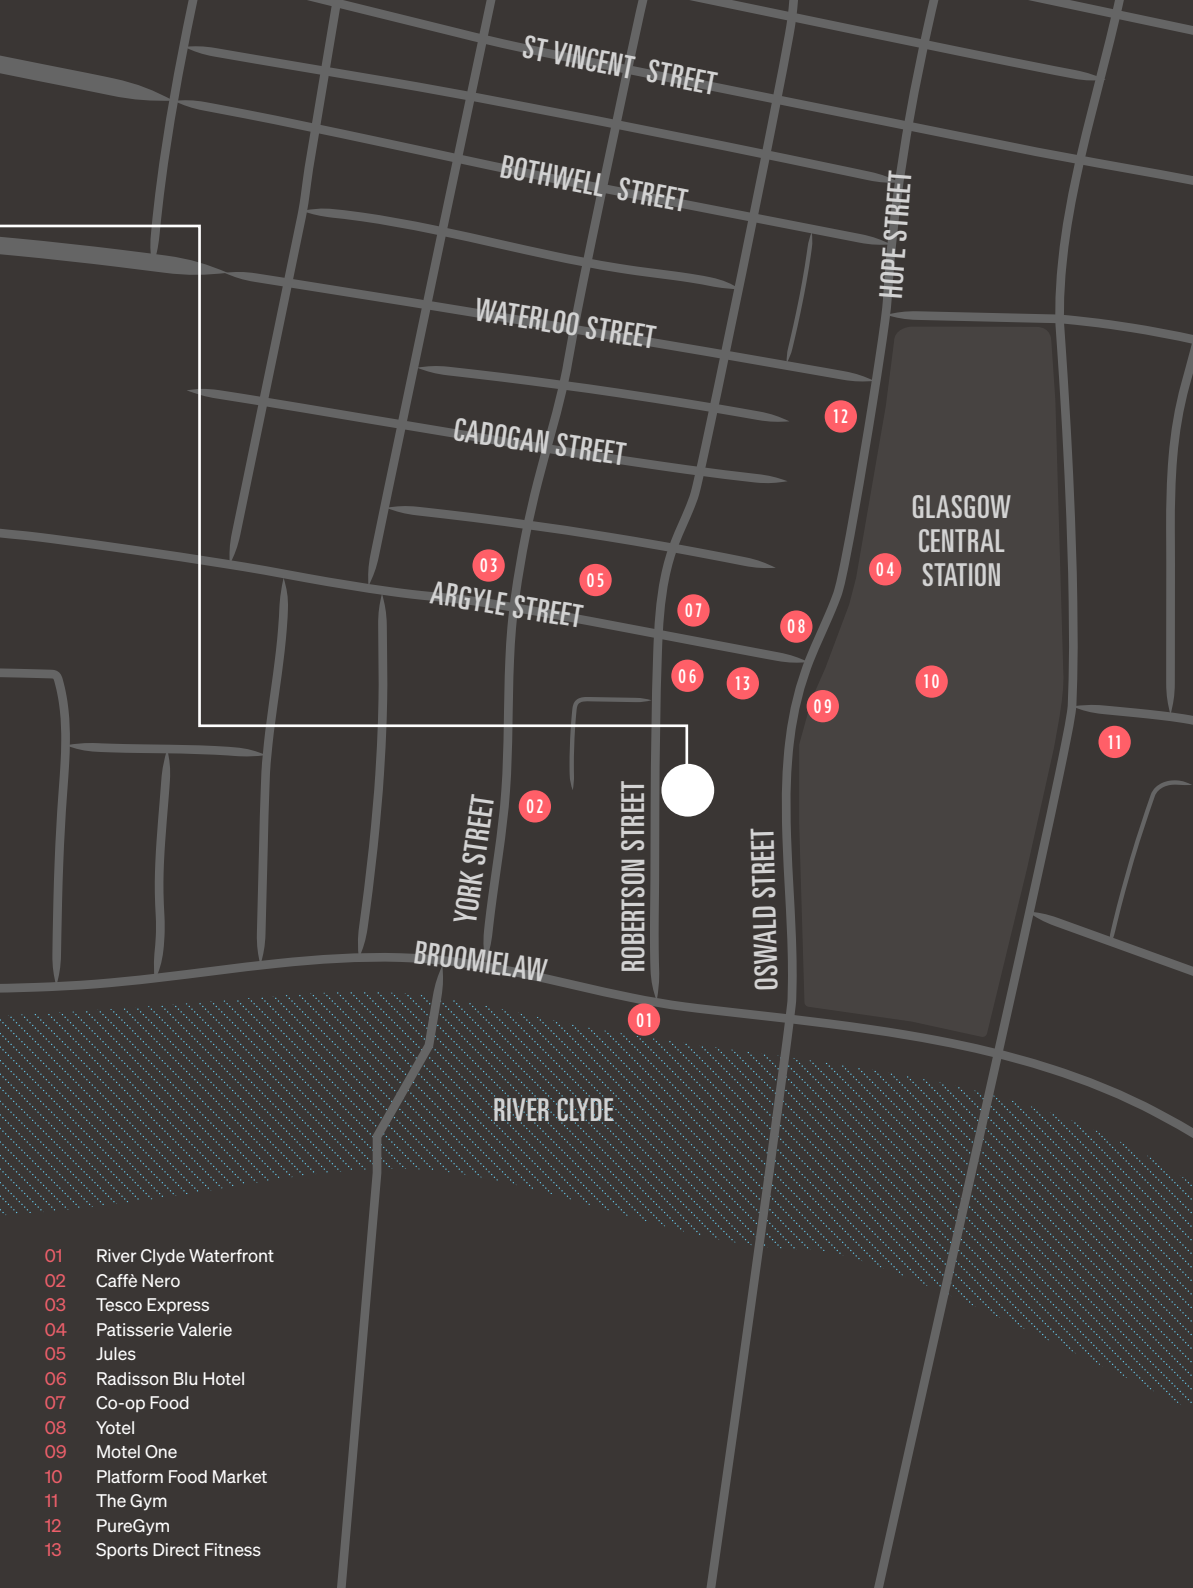 ST VINCENT STREET
BOTHWELL STREET
HOPE STREET
WATERLOO STREET
12
CADOGAN STREET
GLASGOW
CENTRAL
STATION
03
04
05
ARGYLE STREET
07
08
06
13
10
09
11
02
YORK STREET
ROBERTSON STREET
OSWALD STREET
BROOMIELAW
01
RIVER CLYDE
01 River Clyde Waterfront
02 Caffè Nero
03 Tesco Express
04 Patisserie Valerie
05 Jules
06 Radisson Blu Hotel
07 Co-op Food
08 Yotel
09 Motel One
10 Platform Food Market
11 The Gym
12 PureGym
13 Sports Direct Fitness